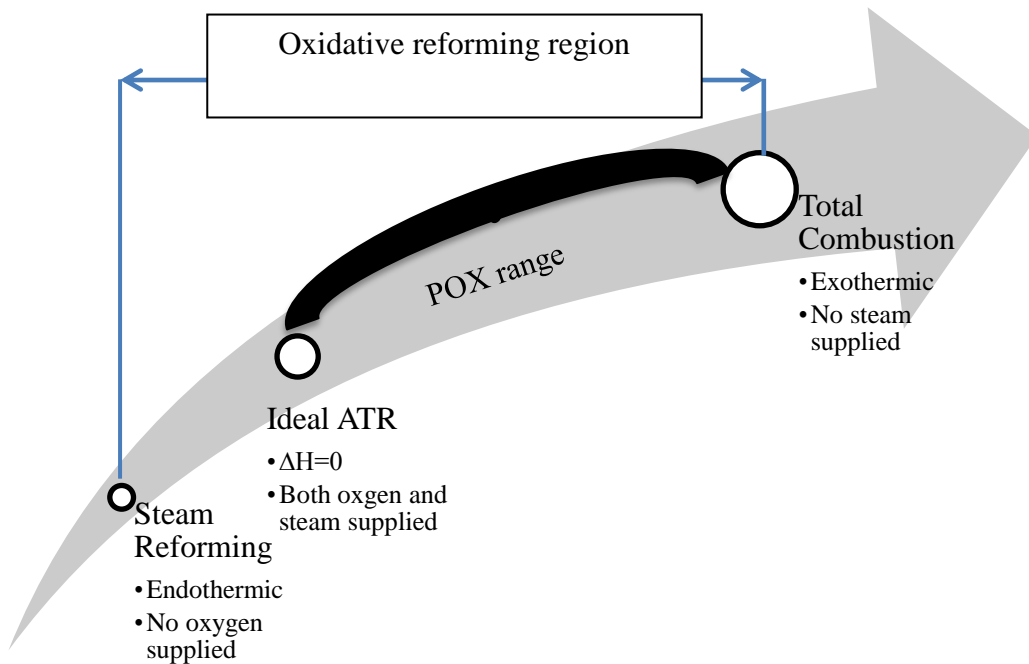 Oxidative reforming region
POX range
Total
Combustion
•Exothermic
•No steam
supplied
Ideal ATR
•ΔH=0
•Both oxgen and
steam supplied
Steam
Reforming
•Endothermic
•No oxygen
supplied